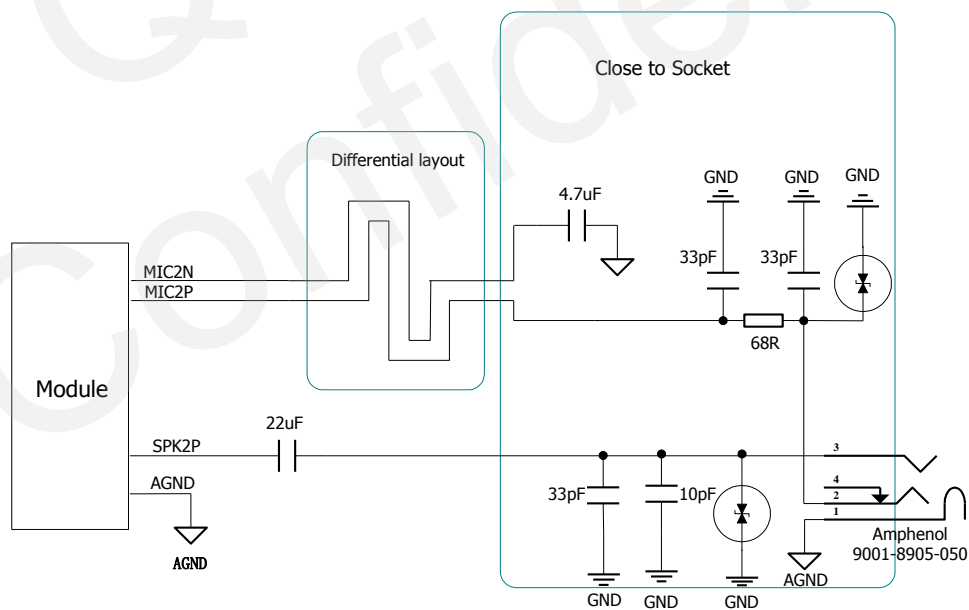 Q
Confiden
Close to Socket
Differential layout
4.7uF
GND
GND
GND
33pF
33pF
68R
MIC2N
MIC2P
Module
SPK2P
22uF
AGND
AGND
33pF
10pF
GND
GND
GND
3
4
2
1
AGND
Amphenol
9001-8905-050